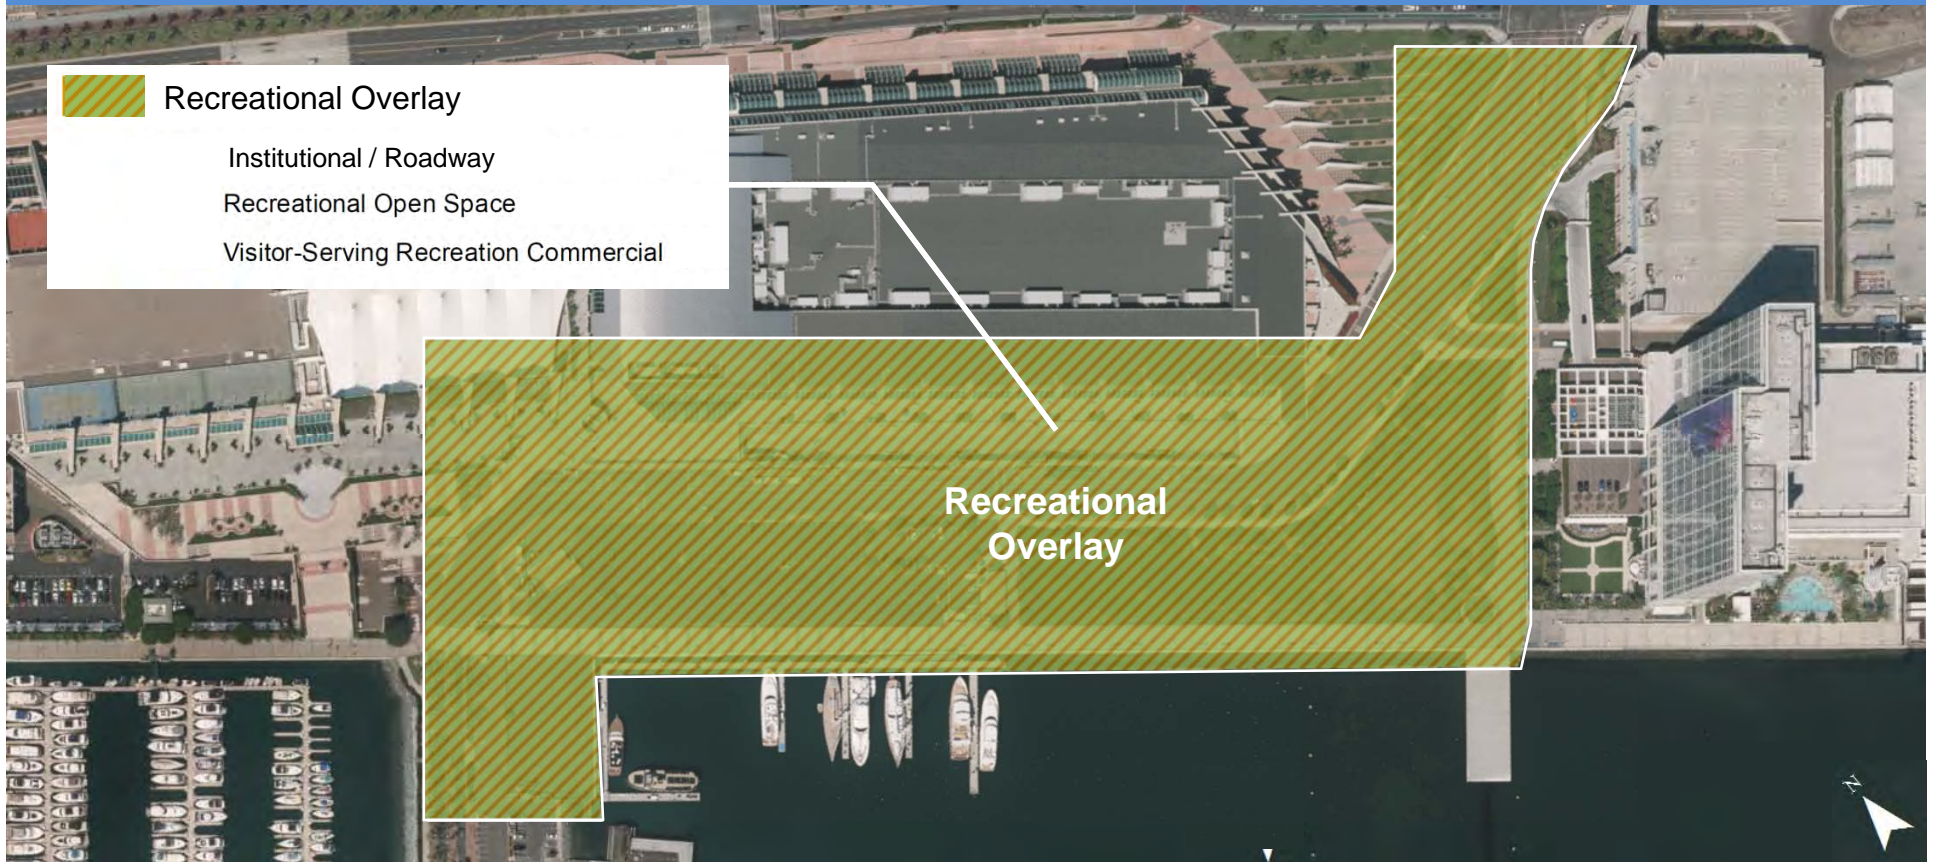 Recreational Overlay
Institutional / Roadway
Recreational Open Space
Visitor-Serving Recreation Commercial
Recreational
Overlay
N